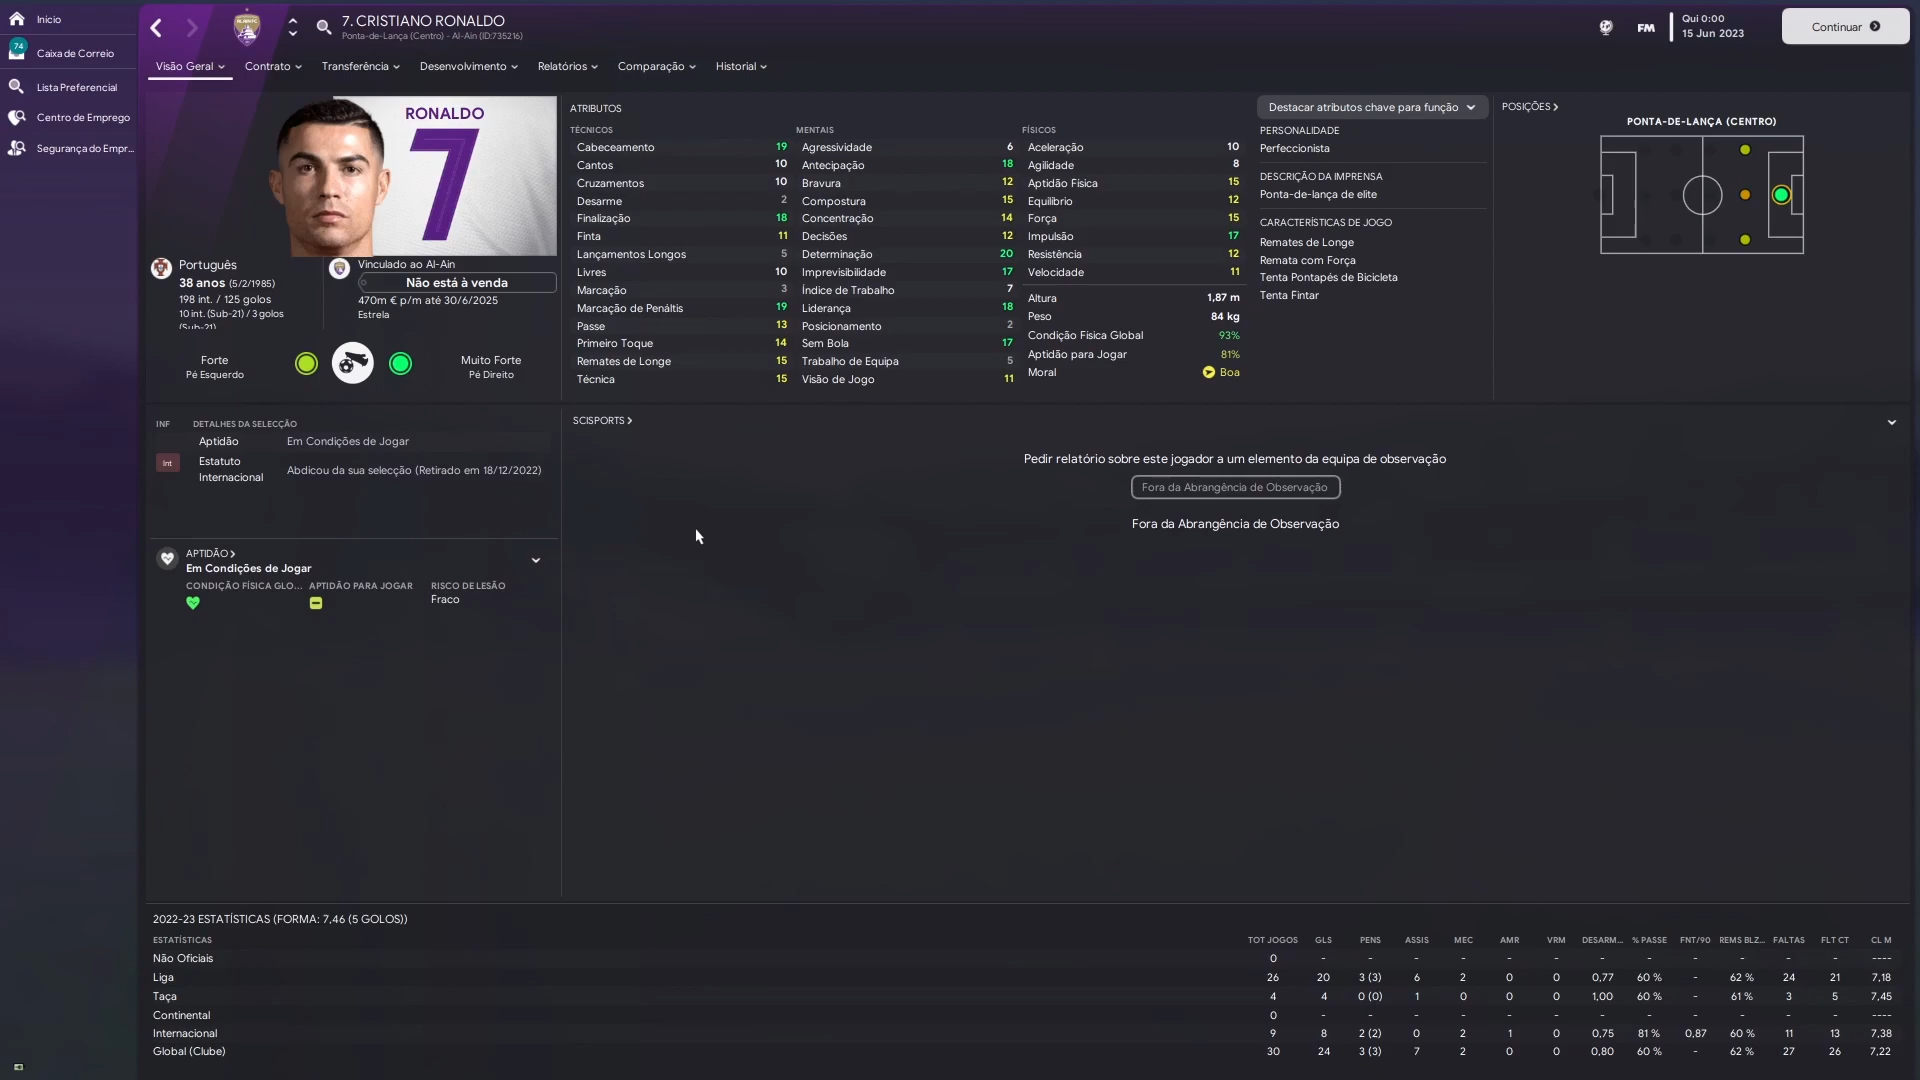 Início
74
Caixa de Correio
Lista Preferencial
Centro de Emprego
Segurança do Empr...
7. CRISTIANO RONALDO
Ponta-de-Lança (Centro) - Al-Ain (ID:735216)
FM
Qui 0:00
15 Jun 2023
Continuar
Visão Geral
Contrato
Transferência
Desenvolvimento
Relatórios
Comparação
Historial
RONALDO
7
Português
38 anos (5/2/1985)
198 int. / 125 golos
10 int. (Sub-21) / 3 golos
(Sub-21)
Vinculado ao Al-Ain
Não está à venda
470m € p/m até 30/6/2025
Estrela
Forte
Pé Esquerdo
Muito Forte
Pé Direito
ATRIBUTOS
TÉCNICOS
Cabeceamento 19
Cantos 10
Cruzamentos 10
Desarme 2
Finalização 18
Finta 11
Lançamentos Longos 5
Livres 10
Marcação 3
Marcação de Penáltis 19
Passe 13
Primeiro Toque 14
Remates de Longe 15
Técnica 15
MENTAIS
Agressividade 6
Antecipação 18
Bravura 12
Compostura 15
Concentração 14
Decisões 12
Determinação 20
Imprevisibilidade 17
Índice de Trabalho 7
Liderança 18
Posicionamento 2
Sem Bola 17
Trabalho de Equipa 5
Visão de Jogo 11
FÍSICOS
Aceleração 10
Agilidade 8
Aptidão Física 15
Equilíbrio 12
Força 15
Impulsão 17
Resistência 12
Velocidade 11
Altura 1,87 m
Peso 84 kg
Condição Física Global 93%
Aptidão para Jogar 81%
Moral Boa
Destacar atributos chave para função
PERSONALIDADE
Perfeccionista
DESCRIÇÃO DA IMPRENSA
Ponta-de-lança de elite
CARACTERÍSTICAS DE JOGO
Remates de Longe
Remata com Força
Tenta Pontapés de Bicicleta
Tenta Fintar
POSIÇÕES
PONTA-DE-LANÇA (CENTRO)
INF DETALHES DA SELECÇÃO
Aptidão Em Condições de Jogar
Int. Estatuto Internacional Abdicou da sua selecção (Retirado em 18/12/2022)
APTIDÃO
Em Condições de Jogar
CONDIÇÃO FÍSICA GLO... APTIDÃO PARA JOGAR RISCO DE LESÃO
Fraco
SCISPORTS
Pedir relatório sobre este jogador a um elemento da equipa de observação
Fora da Abrangência de Observação
Fora da Abrangência de Observação
2022-23 ESTATÍSTICAS (FORMA: 7,46 (5 GOLOS))
ESTATÍSTICAS TOT JOGOS GLS PENS ASSIS MEC AMR VRM DESARM... % PASSE FNT/90 REMS BLZ... FALTAS FLT CT CL M
Não Oficiais 0 - - - - - - - - - - - - ----
Liga 26 20 3 (3) 6 2 0 0 0,77 60 % - 62 % 24 21 7,18
Taça 4 4 0 (0) 1 0 0 0 1,00 60 % - 61 % 3 5 7,45
Continental 0 - - - - - - - - - - - - ----
Internacional 9 8 2 (2) 0 2 1 0 0,75 81 % 0,87 60 % 11 13 7,38
Global (Clube) 30 24 3 (3) 7 2 0 0 0,80 60 % - 62 % 27 26 7,22